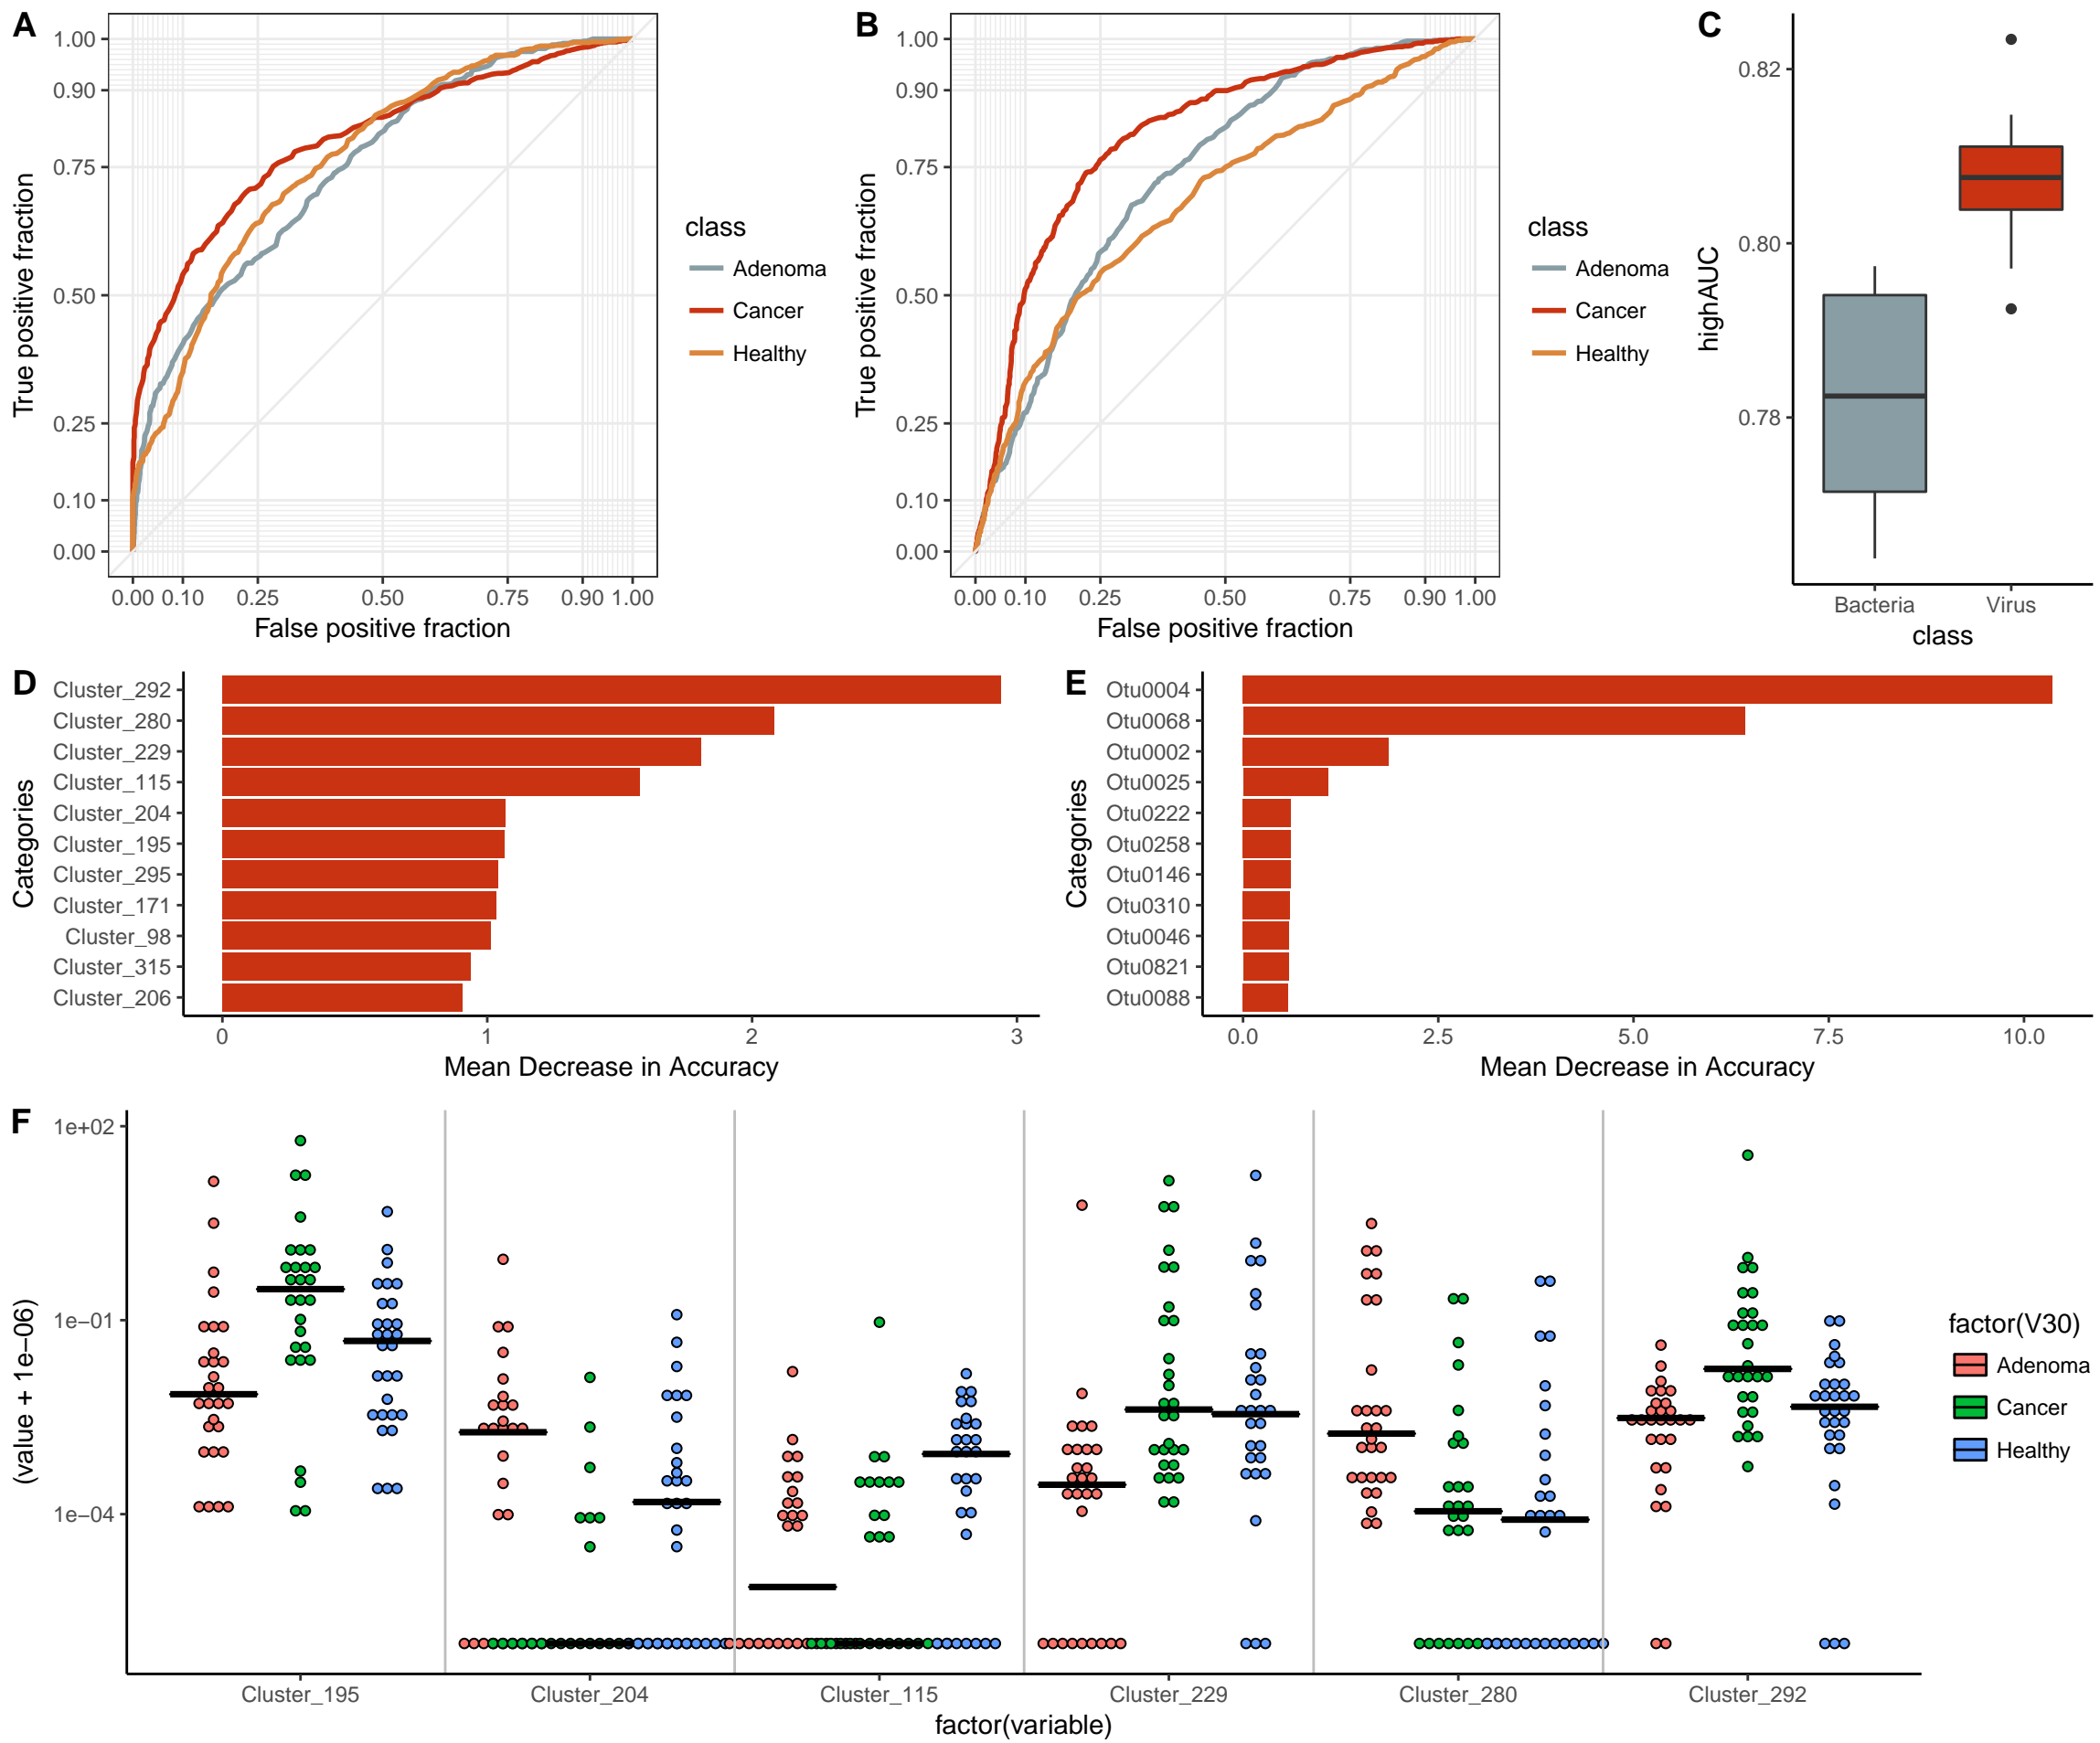 A
True positive fraction
1.00
0.90
0.75
0.50
0.25
0.10
0.00
0.00 0.10 0.25 0.50 0.75 0.90 1.00
False positive fraction
class
Adenoma
Cancer
Healthy
B
True positive fraction
1.00
0.90
0.75
0.50
0.25
0.10
0.00
0.00 0.10 0.25 0.50 0.75 0.90 1.00
False positive fraction
class
Adenoma
Cancer
Healthy
C
highAUC
0.82
0.80
0.78
Bacteria Virus
class
D
Categories
Cluster_292
Cluster_280
Cluster_229
Cluster_115
Cluster_204
Cluster_195
Cluster_295
Cluster_171
Cluster_98
Cluster_315
Cluster_206
0 1 2 3
Mean Decrease in Accuracy
E
Categories
Otu0004
Otu0068
Otu0002
Otu0025
Otu0222
Otu0258
Otu0146
Otu0310
Otu0046
Otu0821
Otu0088
0.0 2.5 5.0 7.5 10.0
Mean Decrease in Accuracy
F
(value + 1e−06)
1e+02
1e−01
1e−04
Cluster_195 Cluster_204 Cluster_115 Cluster_229 Cluster_280 Cluster_292
factor(variable)
factor(V30)
Adenoma
Cancer
Healthy